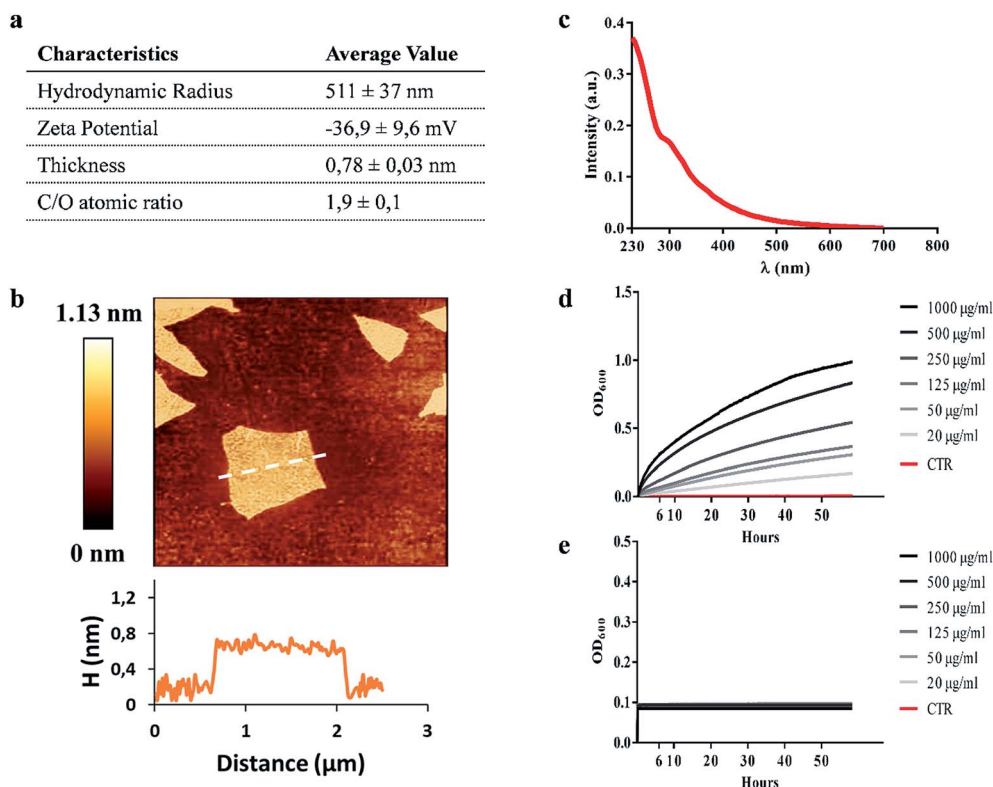 a
Characteristics Average Value
Hydrodynamic Radius 511 ± 37 nm
Zeta Potential -36,9 ± 9,6 mV
Thickness 0,78 ± 0,03 nm
C/O atomic ratio 1,9 ± 0,1
b
1.13 nm
0 nm
H (nm)
1,2
0,8
0,4
0
0 1 2 3
Distance (µm)
c
Intensity (a.u.)
0.4
0.3
0.2
0.1
0.0
230 300 400 500 600 700 800
λ (nm)
d
OD600
1.5
1.0
0.5
0.0
6 10 20 30 40 50
Hours
1000 µg/ml
500 µg/ml
250 µg/ml
125 µg/ml
50 µg/ml
20 µg/ml
CTR
e
OD600
0.5
0.4
0.3
0.2
0.1
0.0
6 10 20 30 40 50
Hours
1000 µg/ml
500 µg/ml
250 µg/ml
125 µg/ml
50 µg/ml
20 µg/ml
CTR